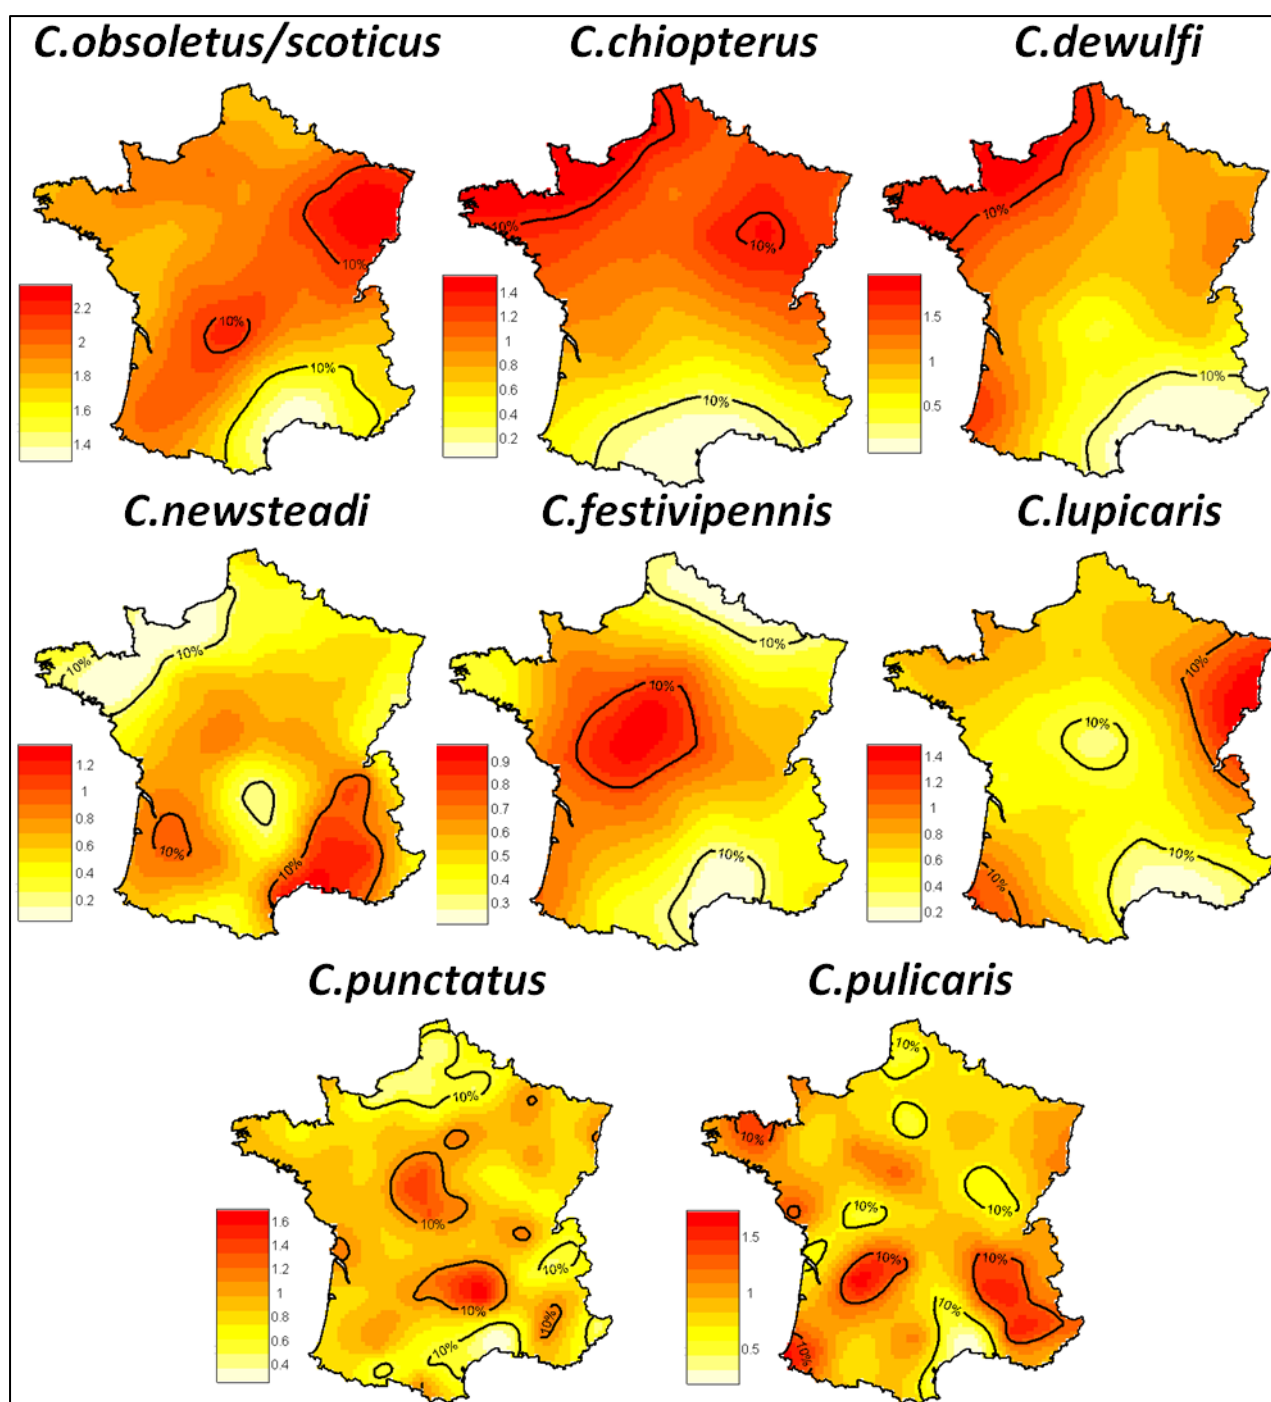 C.obsoletus/scoticus C.chiopterus C.dewulfi
10% 10% 10%
10% 10% 10%
10% 10%
2.2 1.4 1.5
2 1.2 1
1.8 1 0.5
1.6 0.8
1.4 0.6
0.4
0.2
C.newsteadi C.festivipennis C.lupicaris
10% 10% 10%
10% 10% 10%
10% 10% 10%
10% 10%
1.2 0.9 1.4
1 0.8 1.2
0.8 0.7 1
0.6 0.6 0.8
0.4 0.5 0.6
0.2 0.4 0.4
0.3 0.2
C.punctatus C.pulicaris
10% 10%
10% 10%
10% 10%
10% 10%
10% 10%
10% 10%
10%
10%
1.6 1.5
1.4 1
1.2 0.5
1
0.8
0.6
0.4